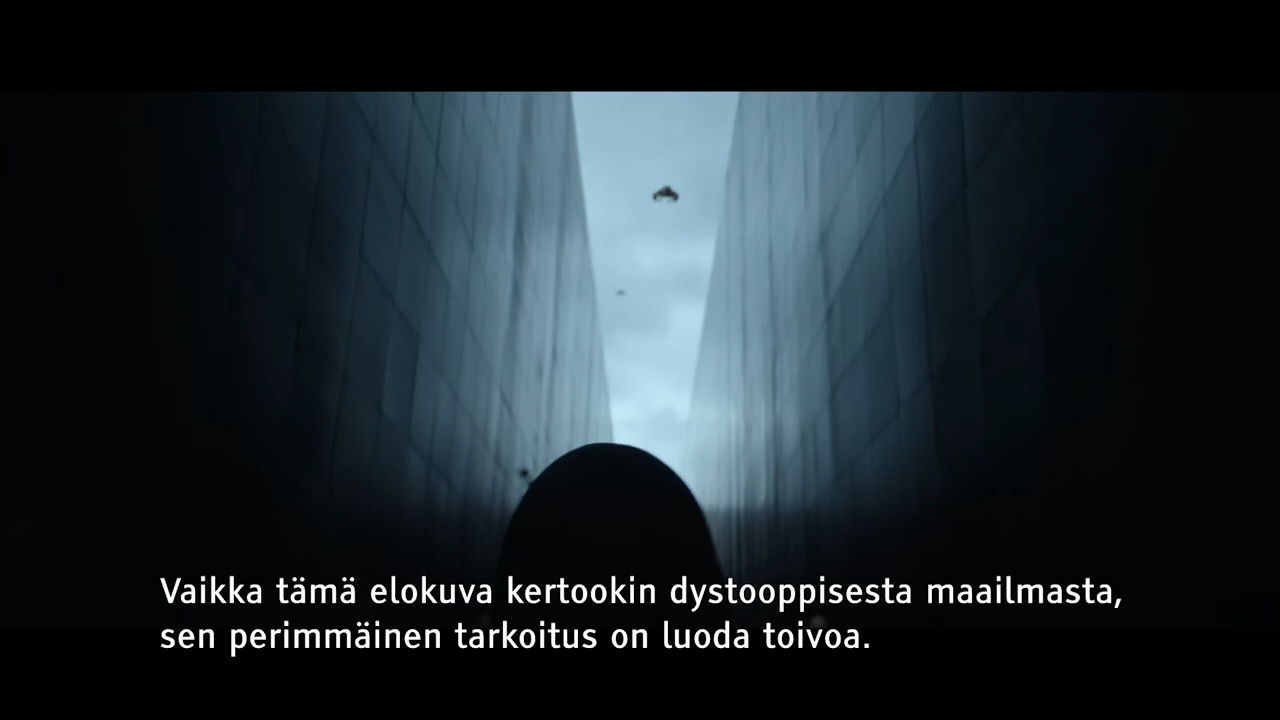 Vaikka tämä elokuva kertookin dystooppisesta maailmasta,
sen perimmäinen tarkoitus on luoda toivoa.